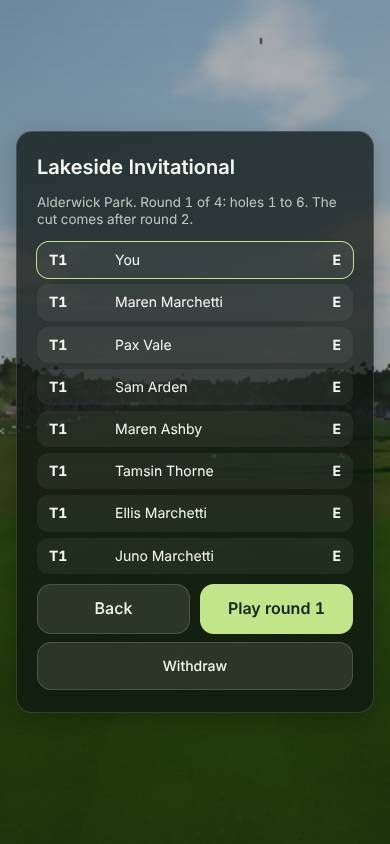 Lakeside Invitational
Alderwick Park. Round 1 of 4: holes 1 to 6. The
cut comes after round 2.
T1 You E
T1 Maren Marchetti E
T1 Pax Vale E
T1 Sam Arden E
T1 Maren Ashby E
T1 Tamsin Thorne E
T1 Ellis Marchetti E
T1 Juno Marchetti E
Back Play round 1
Withdraw